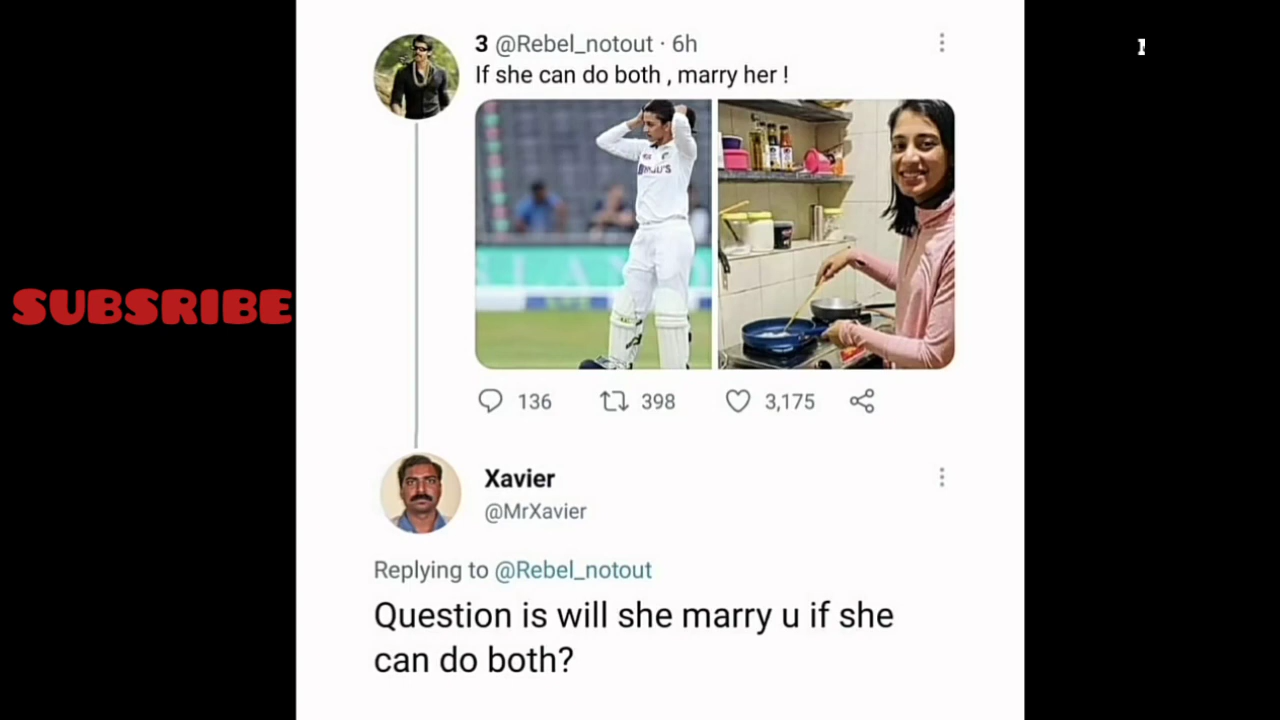 3 @Rebel_notout · 6h
If she can do both , marry her !
136 398 3,175
SUBSRIBE
Xavier
@MrXavier
Replying to @Rebel_notout
Question is will she marry u if she
can do both?